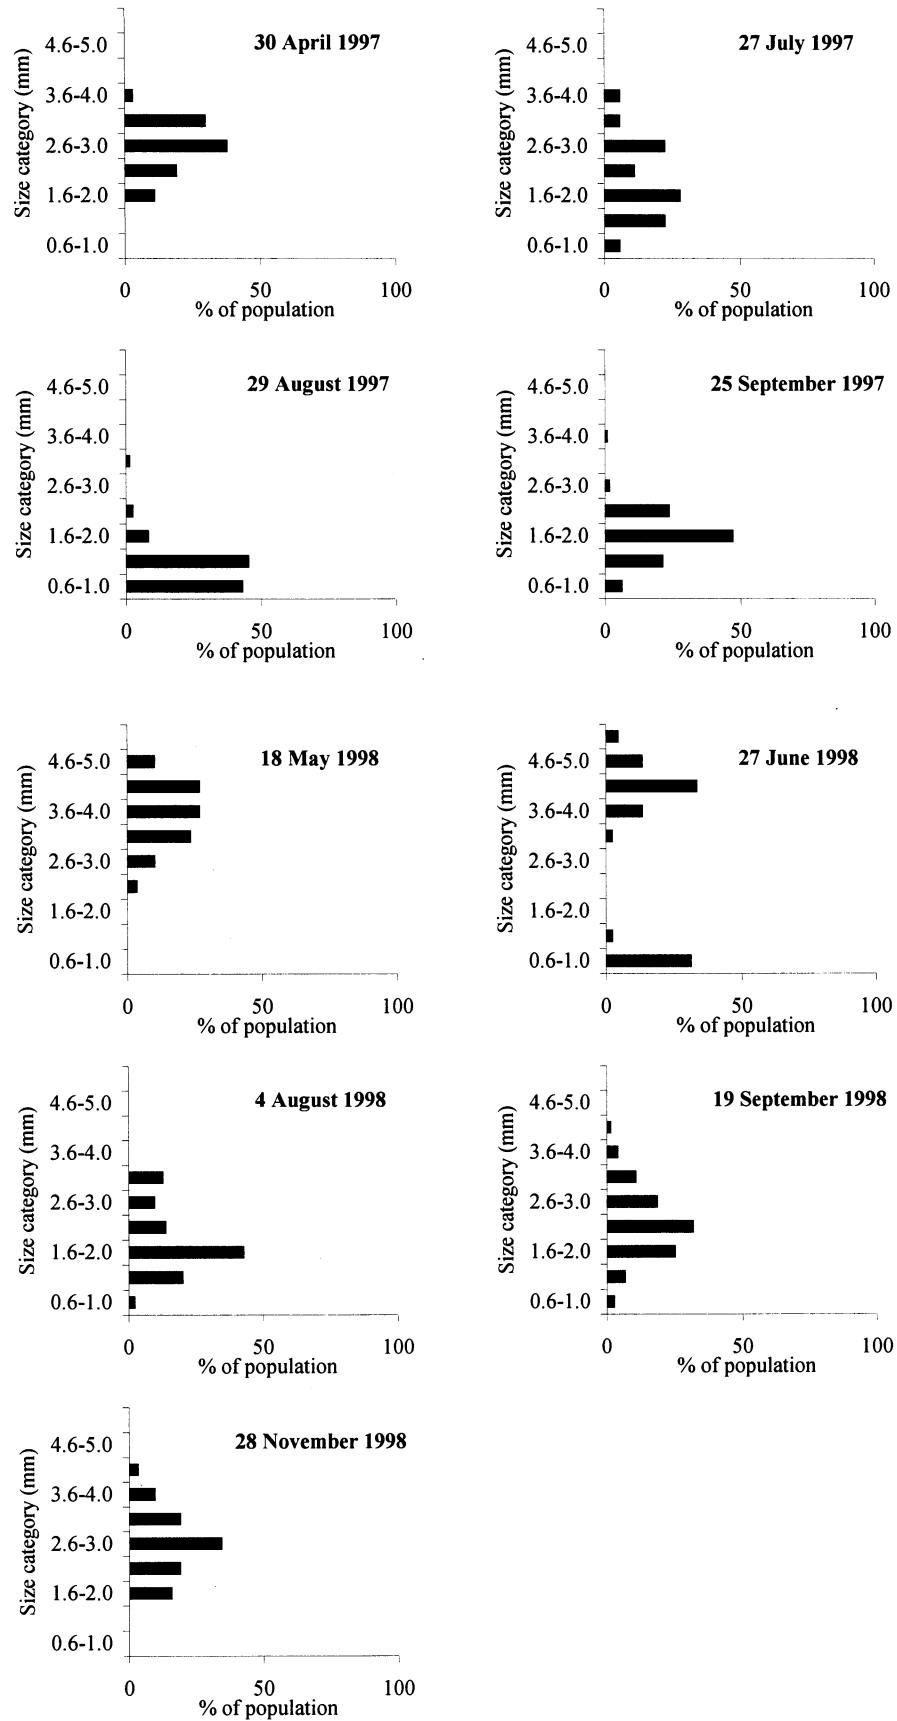 30 April 1997
Size category (mm)
4.6-5.0
3.6-4.0
2.6-3.0
1.6-2.0
0.6-1.0
0 50 100
% of population
27 July 1997
Size category (mm)
4.6-5.0
3.6-4.0
2.6-3.0
1.6-2.0
0.6-1.0
0 50 100
% of population
29 August 1997
Size category (mm)
4.6-5.0
3.6-4.0
2.6-3.0
1.6-2.0
0.6-1.0
0 50 100
% of population
25 September 1997
Size category (mm)
4.6-5.0
3.6-4.0
2.6-3.0
1.6-2.0
0.6-1.0
0 50 100
% of population
18 May 1998
Size category (mm)
4.6-5.0
3.6-4.0
2.6-3.0
1.6-2.0
0.6-1.0
0 50 100
% of population
27 June 1998
Size category (mm)
4.6-5.0
3.6-4.0
2.6-3.0
1.6-2.0
0.6-1.0
0 50 100
% of population
4 August 1998
Size category (mm)
4.6-5.0
3.6-4.0
2.6-3.0
1.6-2.0
0.6-1.0
0 50 100
% of population
19 September 1998
Size category (mm)
4.6-5.0
3.6-4.0
2.6-3.0
1.6-2.0
0.6-1.0
0 50 100
% of population
28 November 1998
Size category (mm)
4.6-5.0
3.6-4.0
2.6-3.0
1.6-2.0
0.6-1.0
0 50 100
% of population